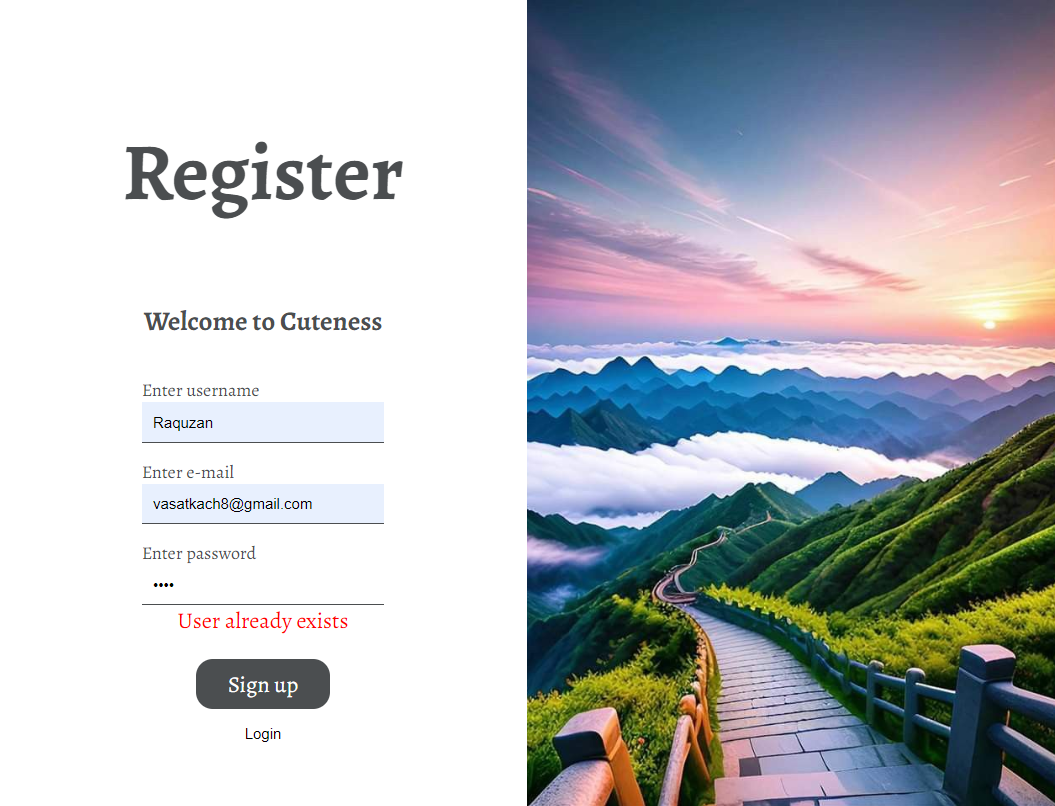 Register
Welcome to Cuteness
Enter username
Raquzan
Enter e-mail
vasatkach8@gmail.com
Enter password
••••
User already exists
Sign up
Login